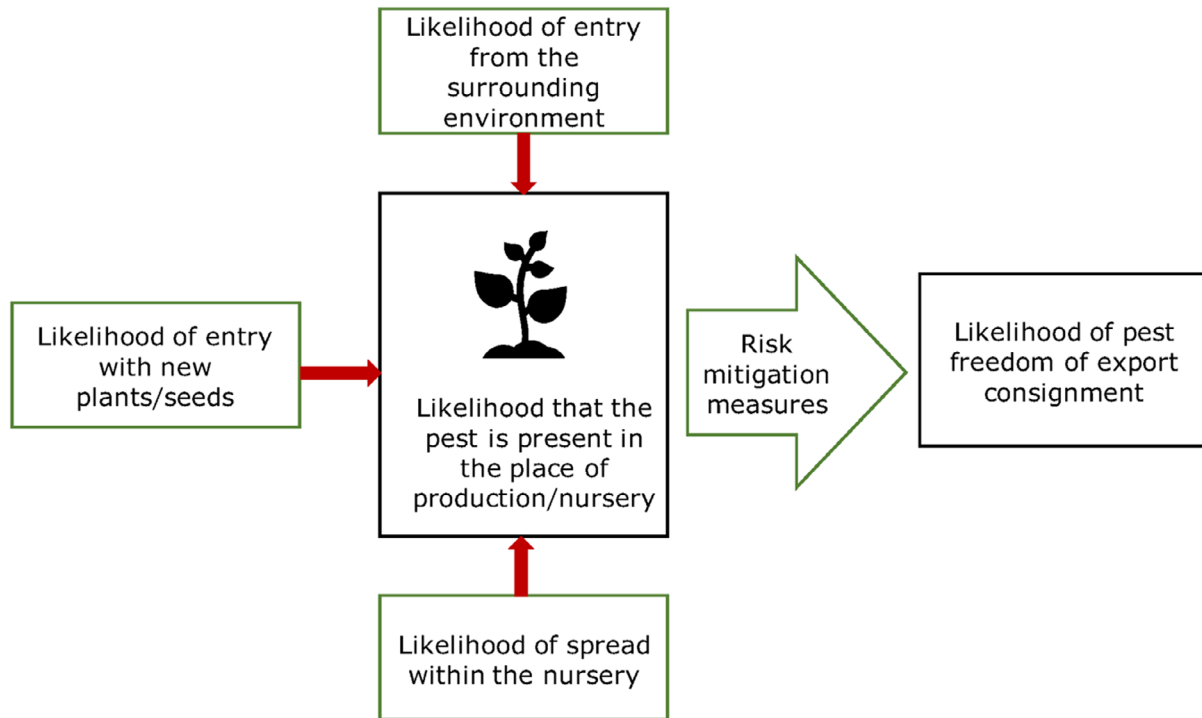 Likelihood of entry
from the
surrounding
environment
Likelihood of entry
with new
plants/seeds
Likelihood that the
pest is present in
the place of
production/nursery
Risk
mitigation
measures
Likelihood of pest
freedom of export
consignment
Likelihood of spread
within the nursery